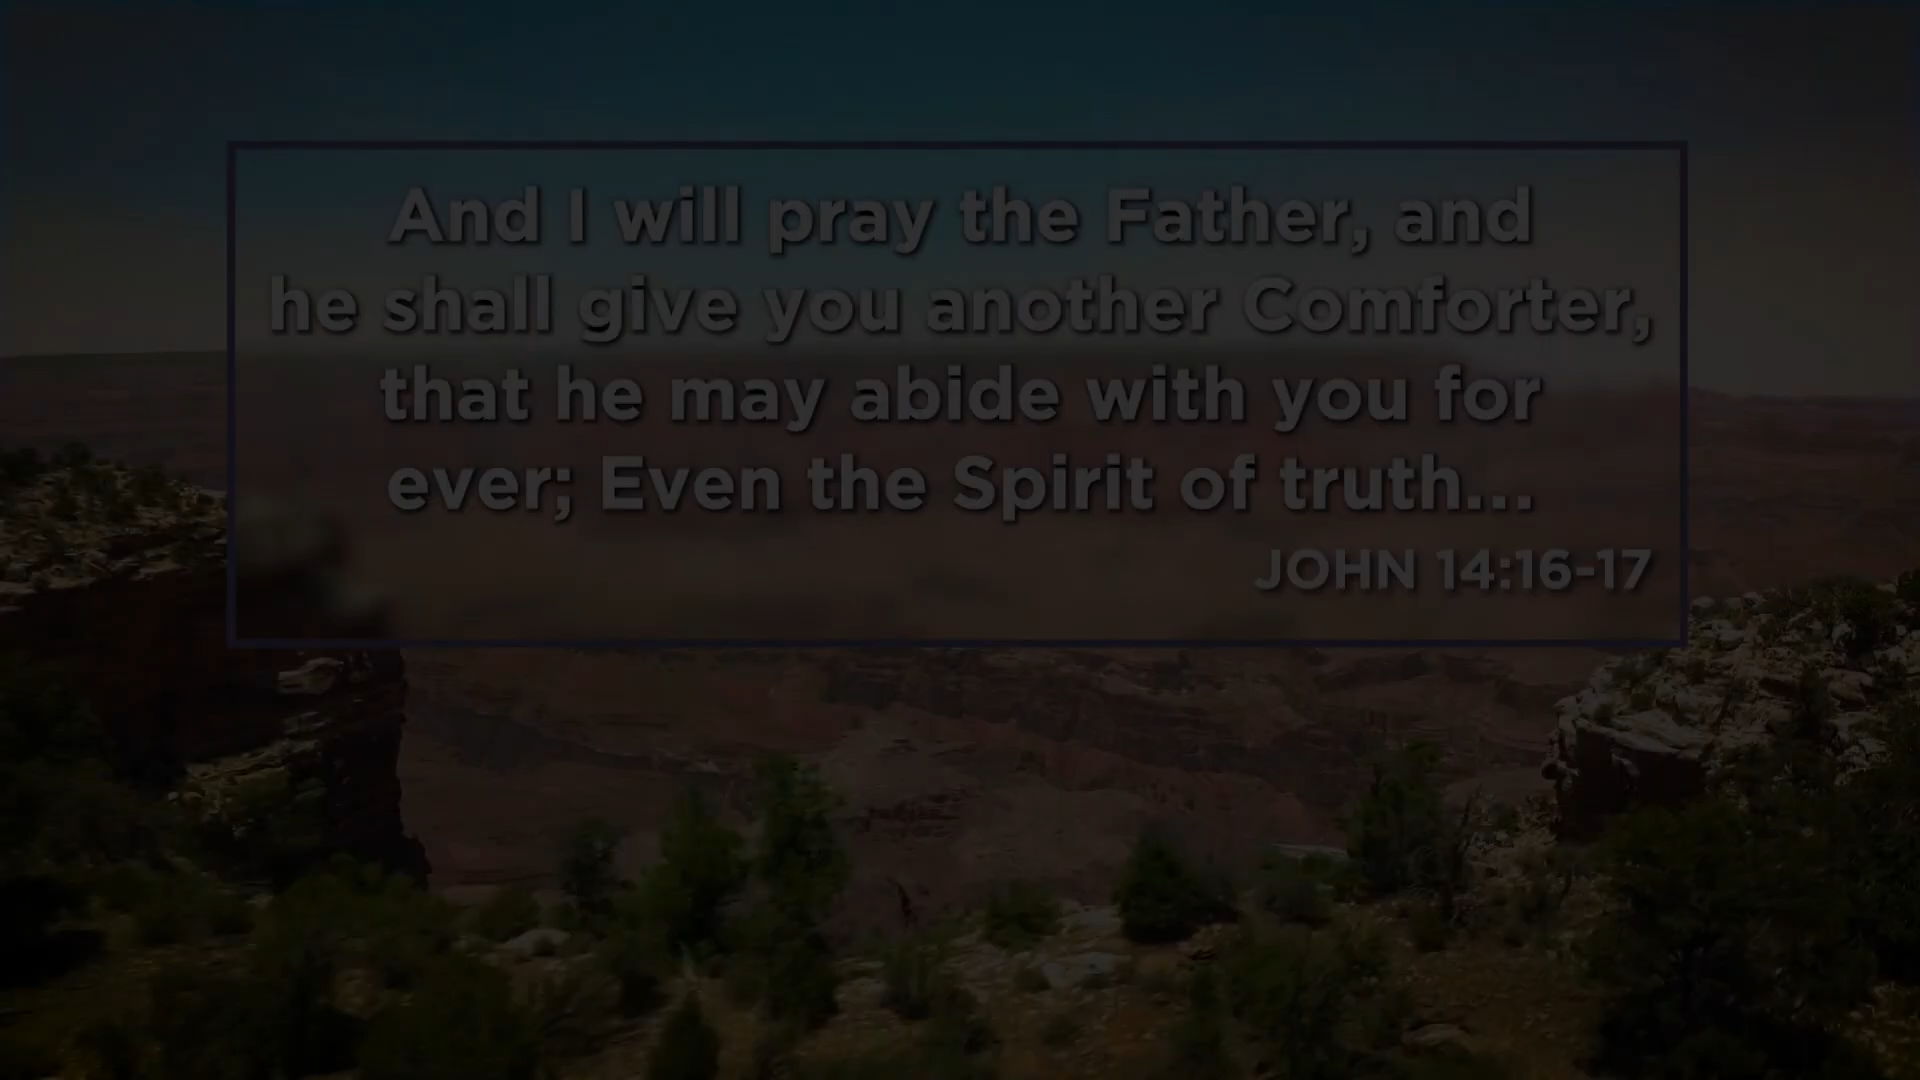 And I will pray the Father, and
he shall give you another Comforter,
that he may abide with you for
ever; Even the Spirit of truth...
JOHN 14:16-17